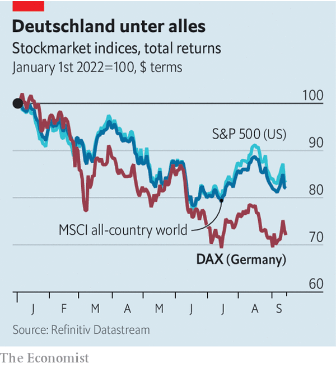 Deutschland unter alles
Stockmarket indices, total returns
January 1st 2022=100, $ terms
100
S&P 500 (US)
90
80
MSCI all-country world
70
DAX (Germany)
60
J F M A M J J A S
Source: Refinitiv Datastream
The Economist